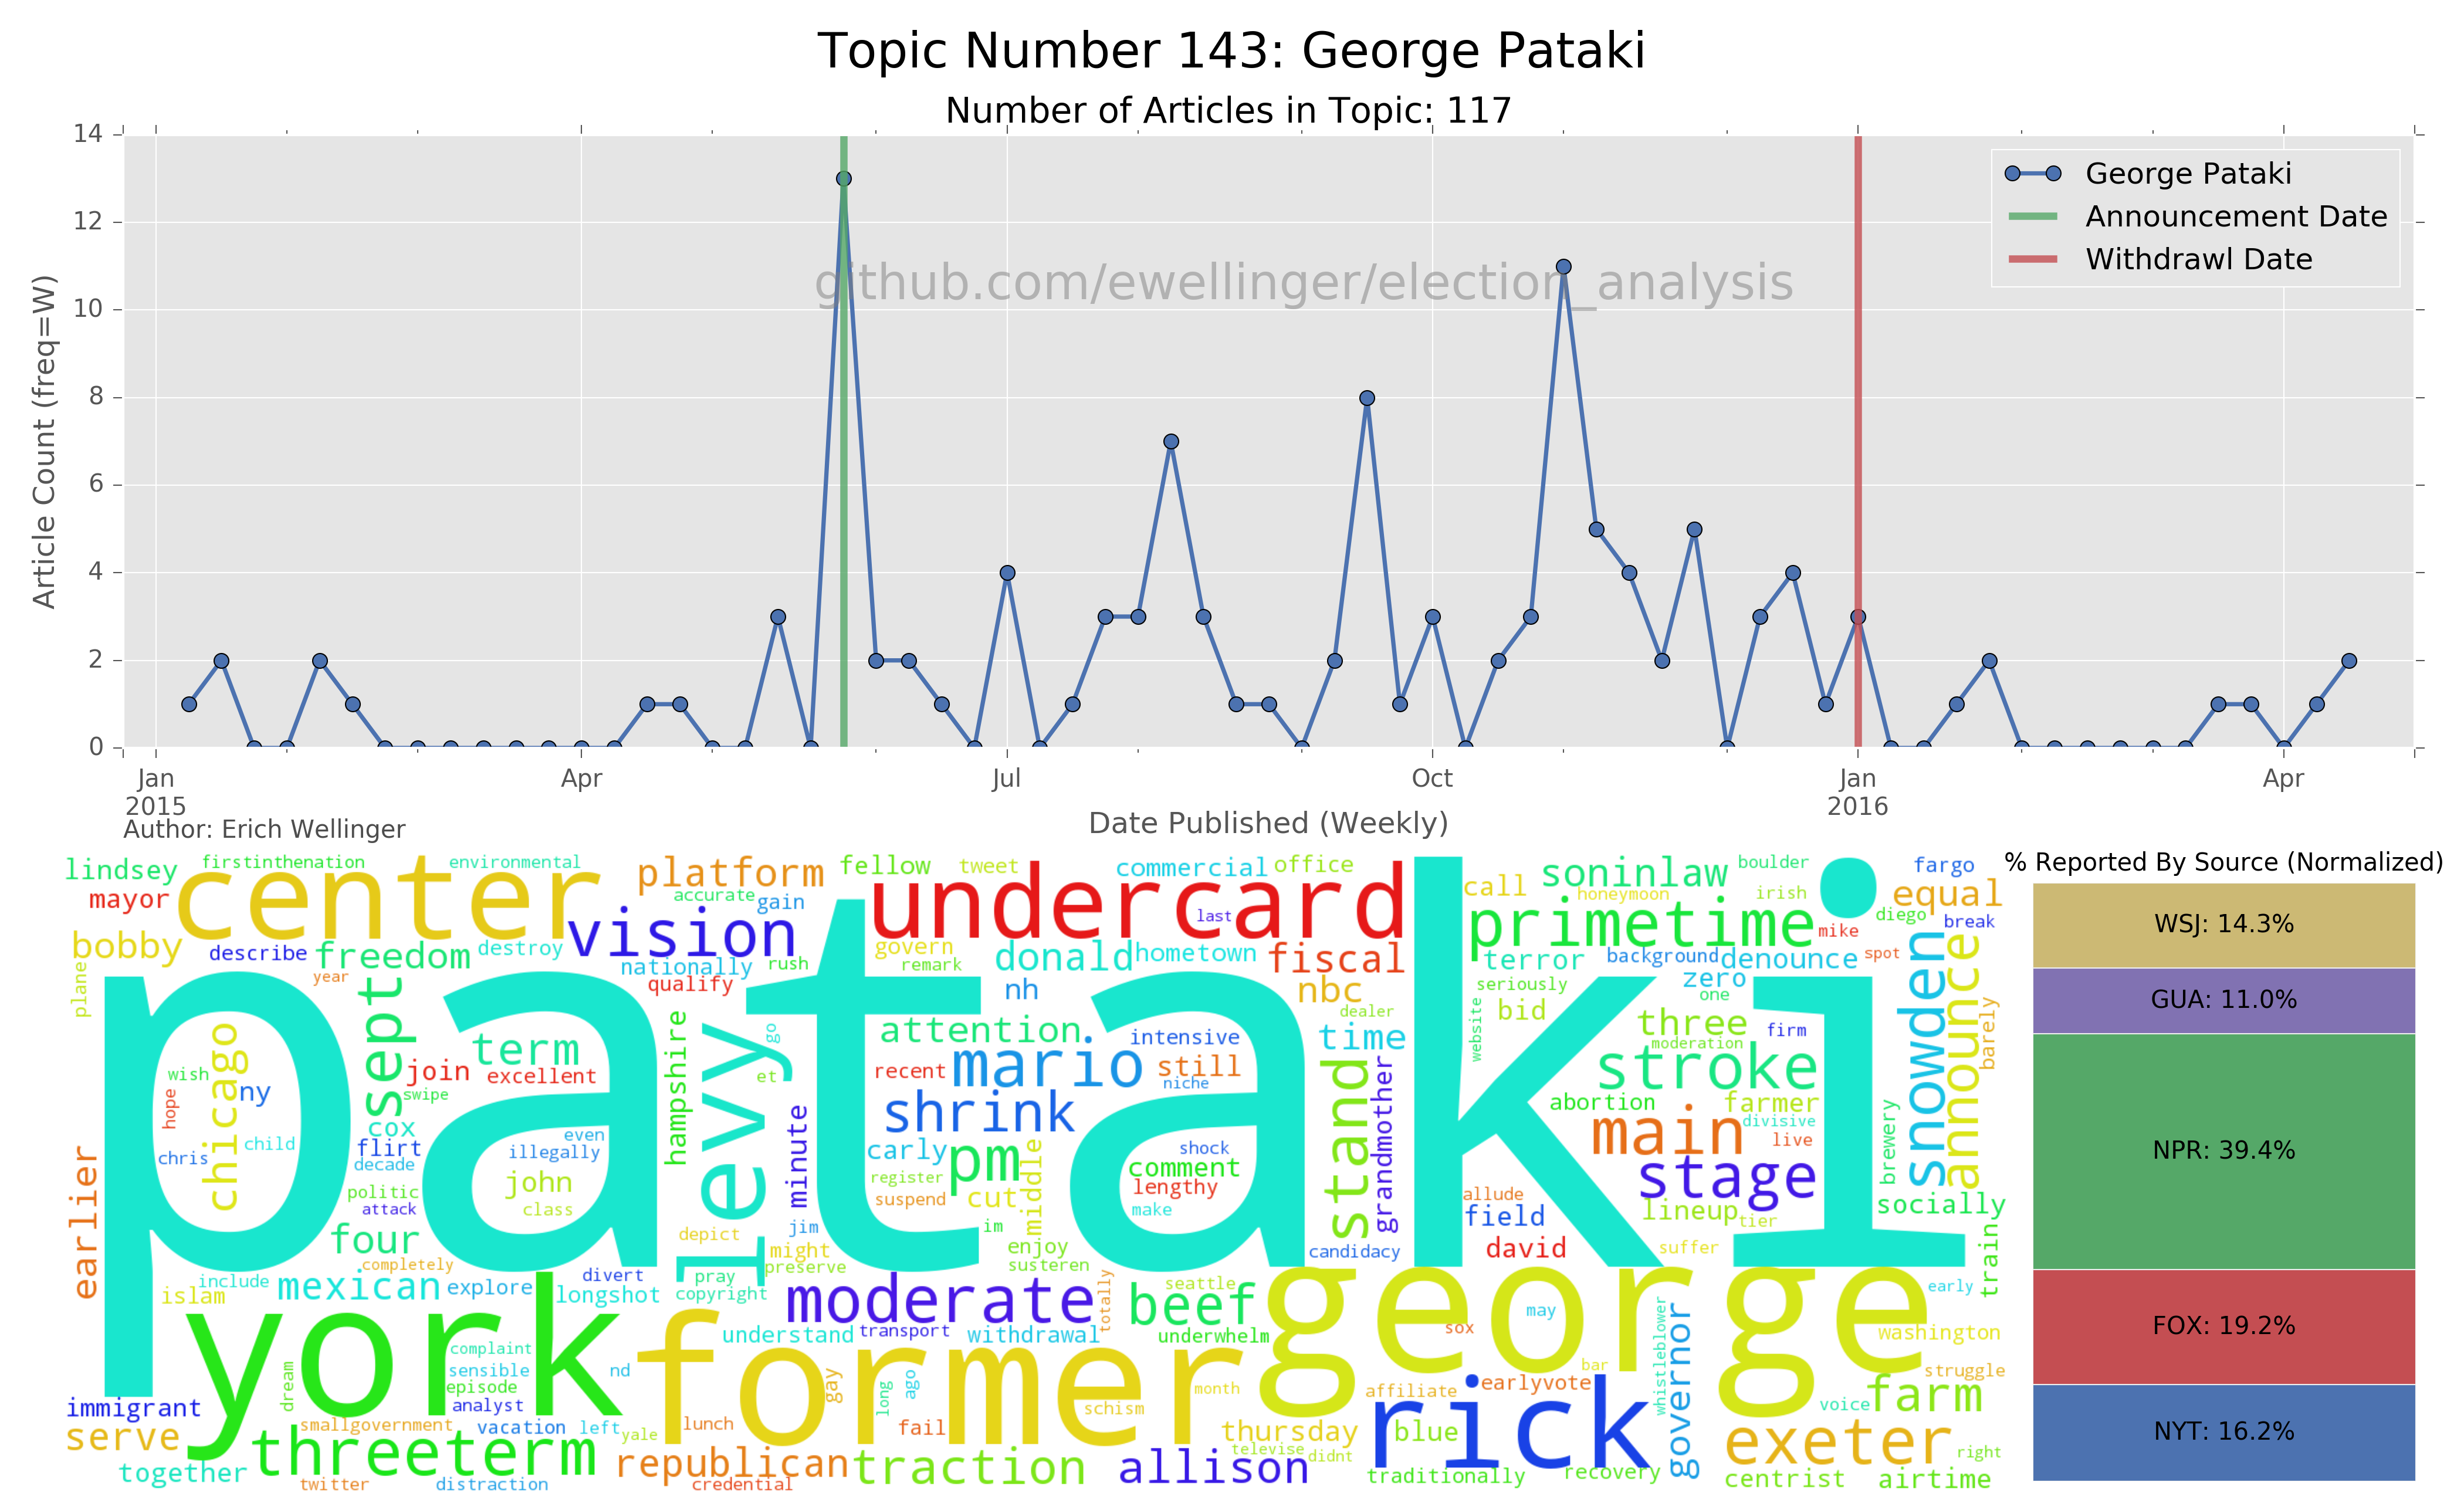 Topic Number 143: George Pataki
Number of Articles in Topic: 117
14
12
10
8
6
4
2
0
Article Count (freq=W)
George Pataki
Announcement Date
Withdrawl Date
github.com/ewellinger/election_analysis
Jan
2015
Apr
Jul
Oct
Jan
2016
Apr
Author: Erich Wellinger
Date Published (Weekly)
lindsey firstinthenation environmental platform fellow tweet commercial office call soninlaw boulder fargo
mayor center accurate gain undercard last honeymoon irish equal
bobby describe freedom destroy vision govern donald hometown fiscal primetime mike diego break
plane year sept nationally rush qualify remark nh nbc terror background denounce spot
pataki
seriously zero one bid dealer website three firm moderation snowden announce barely
chicago term levvy go hampshire attention intensive time stand grandmother stroke
wish ny join excellent et recent mario still niche
hope swipe cox shrink abortion farmer divisive
child chris flirt decade even illegally minute carly pm middle shock main live brewery
earlier politic attack john class register comment lengthy stage
four suspend cut make allude lineup tier socially
depict jim im field
completely might preserve enjoy susteren candidacy david suffer train
islam include mexican explore divert longshot pray copyright moderate totally seattle beef early
york understand transport withdrawal underwhelm george may sox whistleblower governor washington
complaint sensible nd former bar struggle
dream episode gay long ago month affiliate earlyvote voice farm
immigrant analyst schism rick
serve smallgovernment vacation left yale lunch fail thursday blue exeter right
threeterm republican traction televise didnt
together twitter distraction credential allison traditionally recovery centrist airtime
% Reported By Source (Normalized)
WSJ: 14.3%
GUA: 11.0%
NPR: 39.4%
FOX: 19.2%
NYT: 16.2%